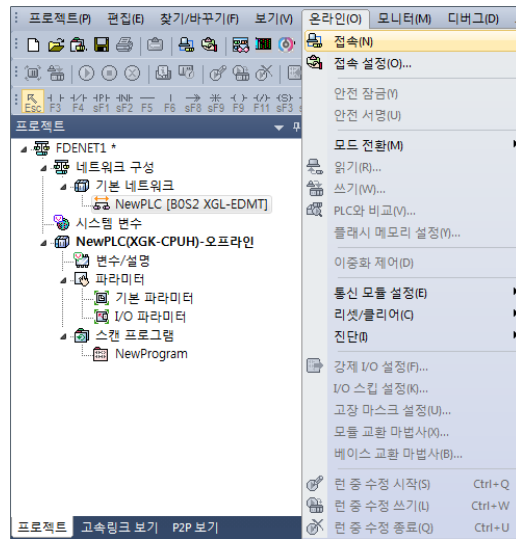 프로젝트(P) 편집(E) 찾기/바꾸기(F) 보기(V) 온라인(O) 모니터(M) 디버그(D)
Esc F3 F4 sF1 sF2 F5 F6 sF8 sF9 F9 F11 sF3
프로젝트
FDENET1 *
네트워크 구성
기본 네트워크
NewPLC [B0S2 XGL-EDMT]
시스템 변수
NewPLC(XGK-CPUH)-오프라인
변수/설명
파라미터
기본 파라미터
I/O 파라미터
스캔 프로그램
NewProgram
프로젝트 고속링크 보기 P2P 보기
접속(N)
접속 설정(O)...
안전 잠금(Y)
안전 서명(U)
모드 전환(M)
읽기(R)...
쓰기(W)...
PLC와 비교(V)...
플래시 메모리 설정(Y)...
이중화 제어(D)
통신 모듈 설정(E)
리셋/클리어(C)
진단(I)
강제 I/O 설정(F)...
I/O 스킵 설정(K)...
고장 마스크 설정(U)...
모듈 교환 마법사(X)...
베이스 교환 마법사(B)...
런 중 수정 시작(S) Ctrl+Q
런 중 수정 쓰기(L) Ctrl+W
런 중 수정 종료(Q) Ctrl+U